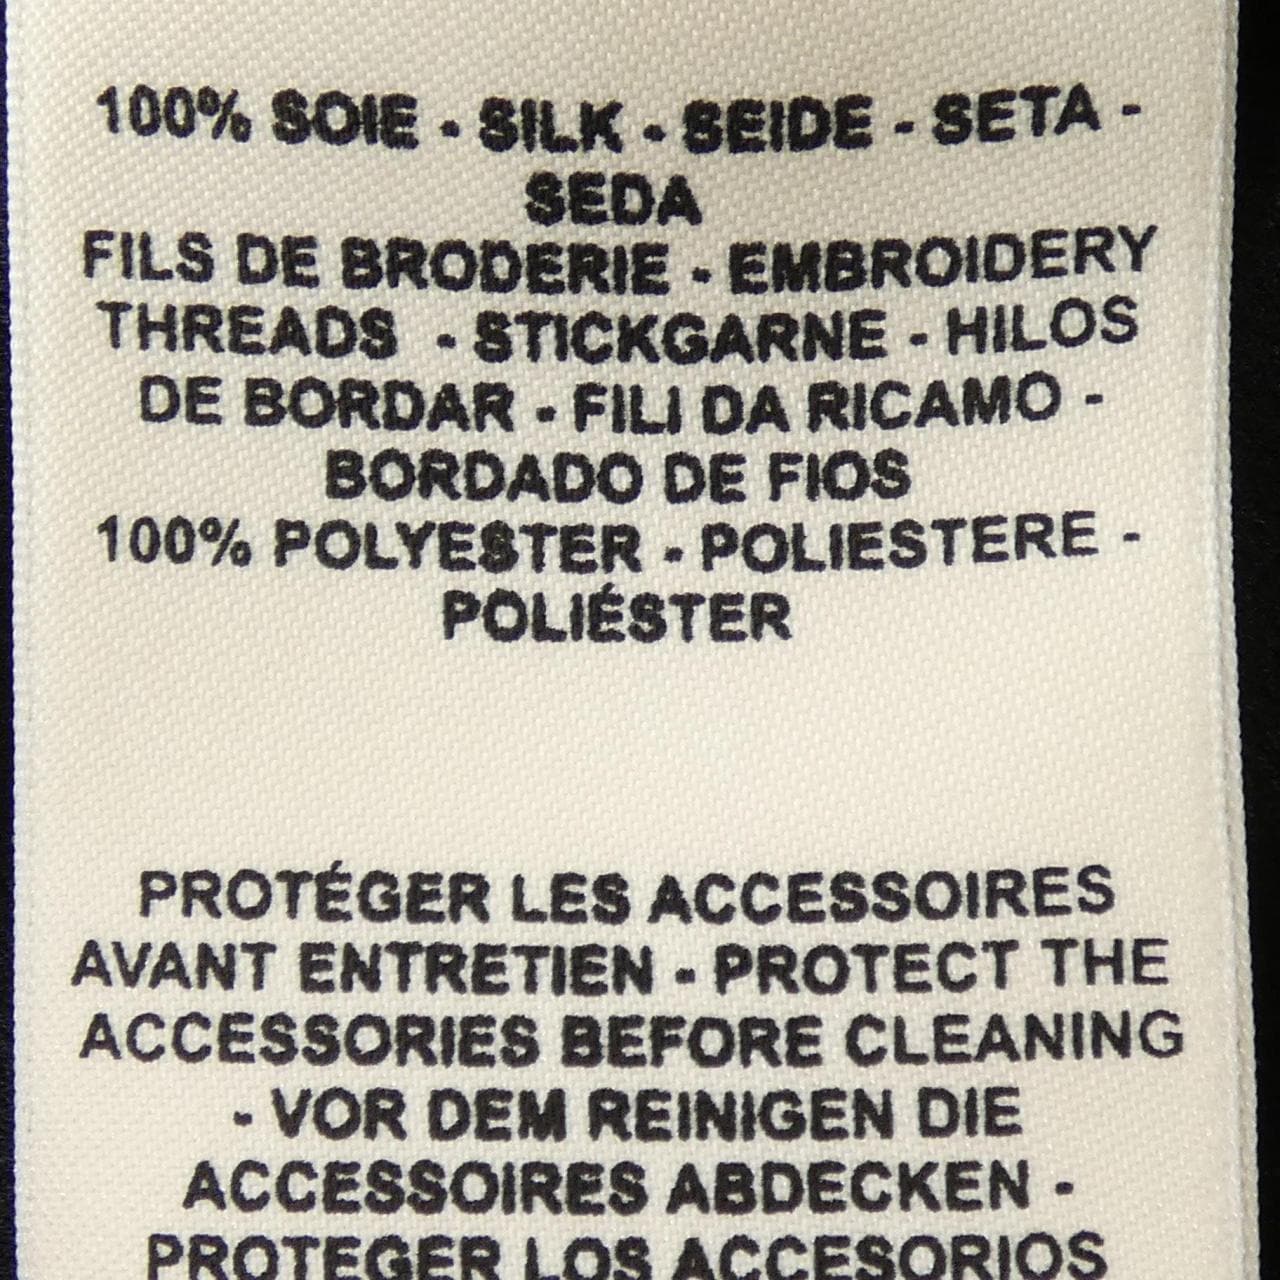 100% SOIE - SILK - SEIDE - SETA -
SEDA
FILS DE BRODERIE - EMBROIDERY
THREADS - STICKGARNE - HILOS
DE BORDAR - FILI DA RICAMO -
BORDADO DE FIOS
100% POLYESTER - POLIESTERE -
POLIÉSTER
PROTÉGER LES ACCESSOIRES
AVANT ENTRETIEN - PROTECT THE
ACCESSORIES BEFORE CLEANING
- VOR DEM REINIGEN DIE
ACCESSOIRES ABDECKEN -
PROTEGER LOS ACCESORIOS